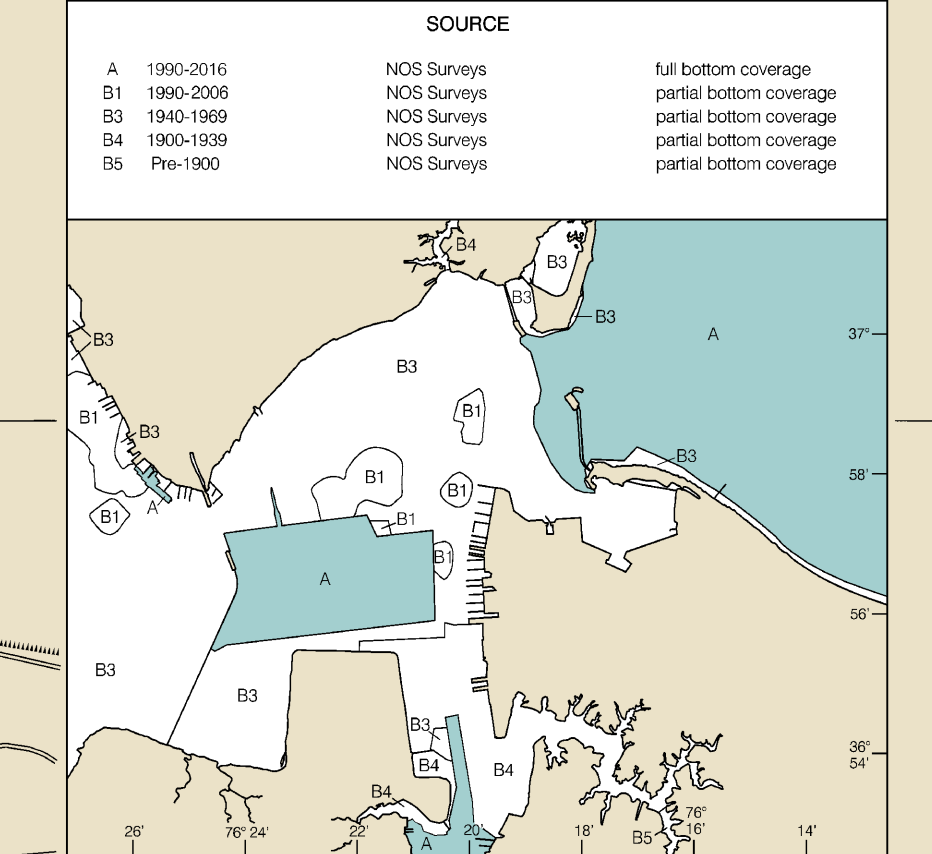 SOURCE
A 1990-2016 NOS Surveys full bottom coverage
B1 1990-2006 NOS Surveys partial bottom coverage
B3 1940-1969 NOS Surveys partial bottom coverage
B4 1900-1939 NOS Surveys partial bottom coverage
B5 Pre-1900 NOS Surveys partial bottom coverage
B4
B3
B3
B3
A
37°
B3
B3
B1
B1
B3
B3
58'
B1
B1
A
B1
B1
B1
A
56'
B3
B3
B3
36°
54'
B4
B4
B4
76°
16'
26'
76° 24'
22'
20'
18'
14'
B5
A